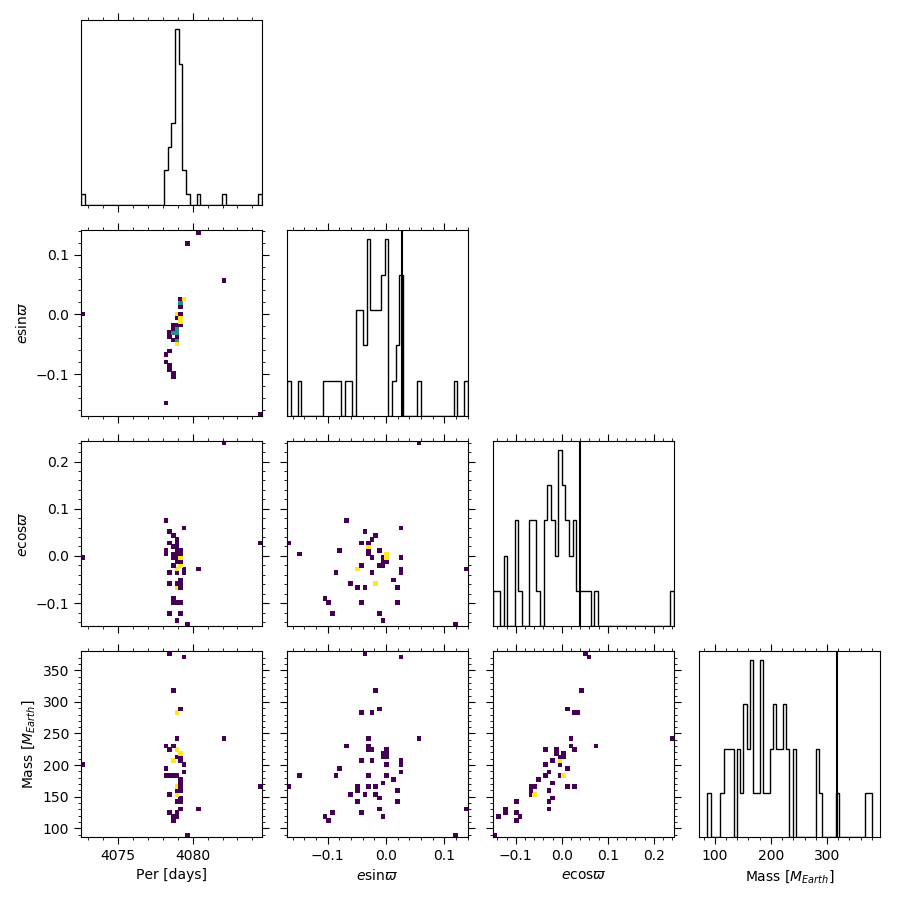 0.1
0.0
−0.1
esinϖ
0.2
0.1
0.0
−0.1
ecosϖ
350
300
250
200
150
100
Mass [M_Earth]
4075 4080
Per [days]
−0.1 0.0 0.1
esinϖ
−0.1 0.0 0.1 0.2
ecosϖ
100 200 300
Mass [M_Earth]